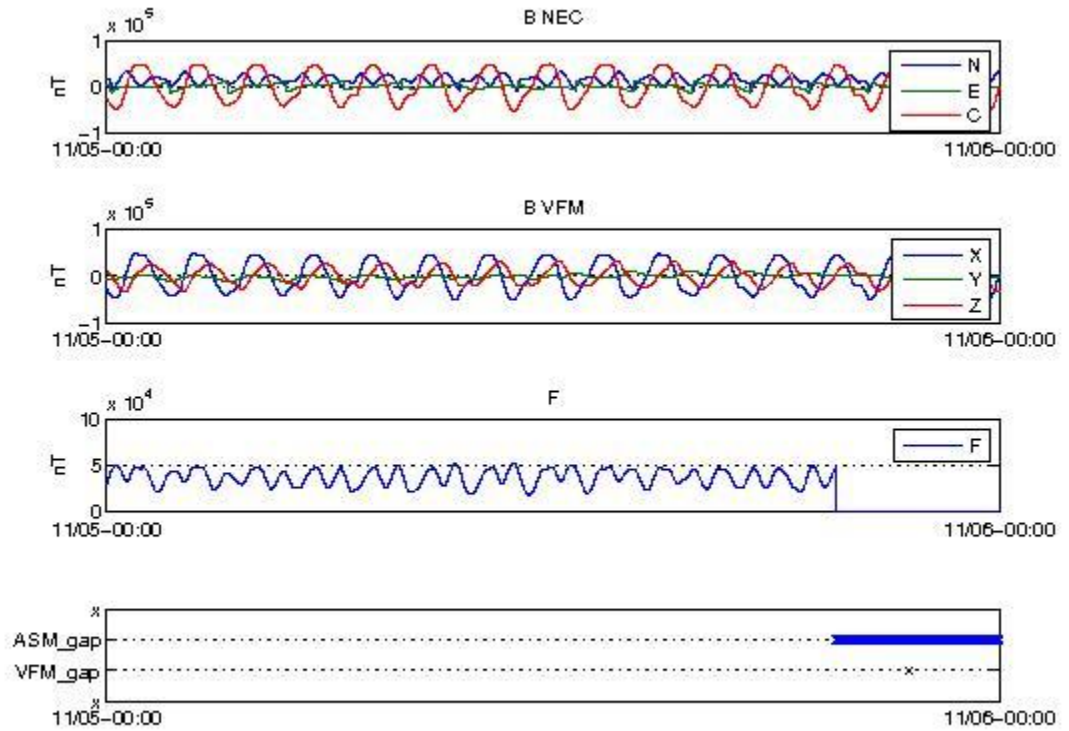 B NEC
x 10^5
1
0
-1
nT
N
E
C
11/05-00:00 11/06-00:00
B VFM
x 10^5
1
0
-1
nT
X
Y
Z
11/05-00:00 11/06-00:00
F
x 10^4
10
5
0
nT
F
11/05-00:00 11/06-00:00
x
ASM_gap
VFM_gap
x
11/05-00:00 11/06-00:00